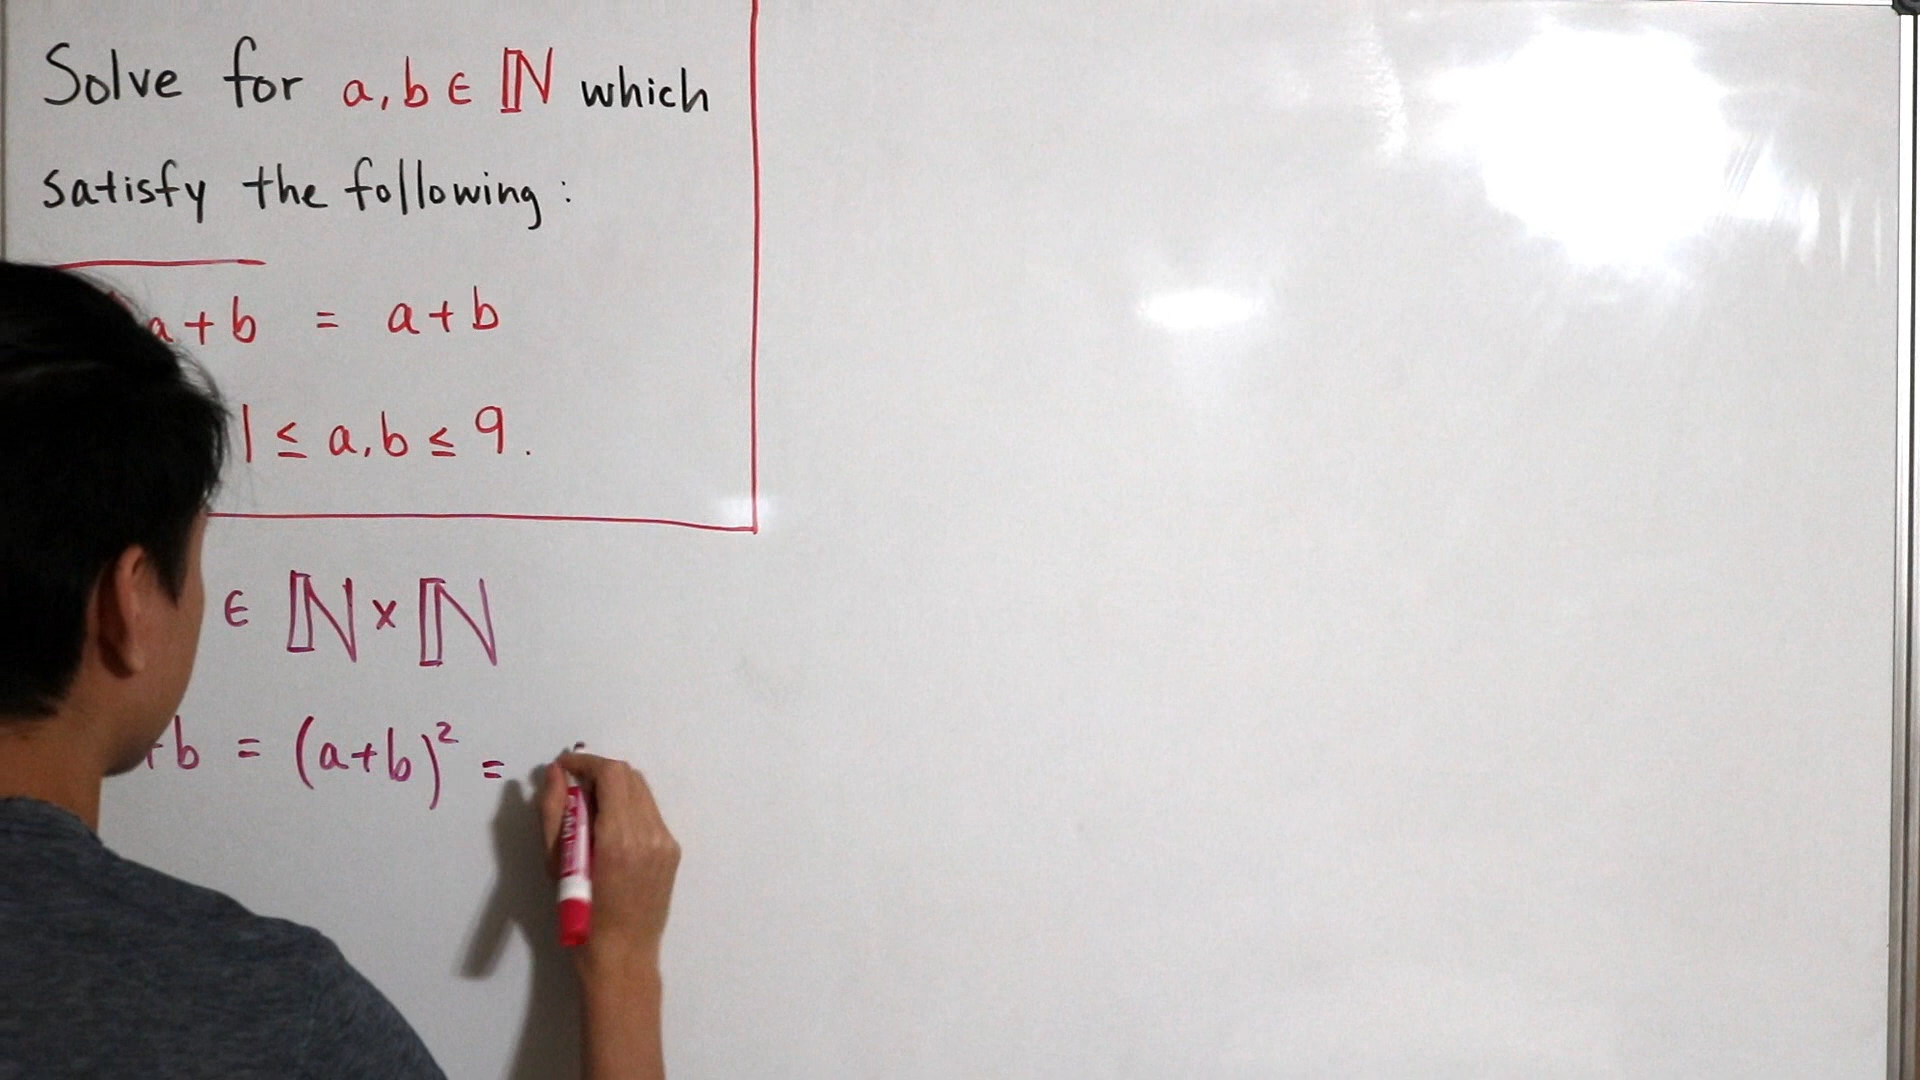 Solve for a, b ∈ ℕ which
satisfy the following :
a + b = a + b
1 ≤ a, b ≤ 9.
∈ ℕ × ℕ
+ b = (a + b)² =